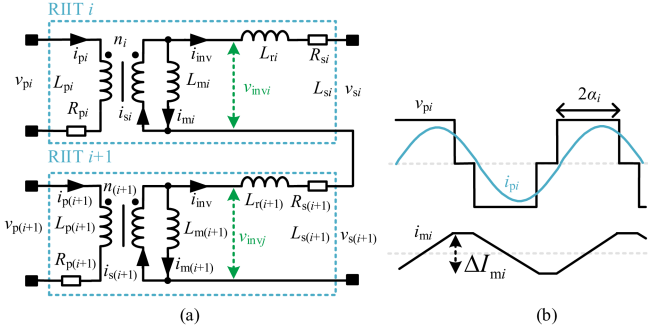 RIIT i
i_pi n_i i_inv L_ri R_si
v_pi L_pi L_mi v_invi L_si v_si
R_pi i_si i_mi
RIIT i+1
i_p(i+1) n_(i+1) i_inv L_r(i+1) R_s(i+1)
v_p(i+1) L_p(i+1) L_m(i+1) v_invj L_s(i+1) v_s(i+1)
R_p(i+1) i_s(i+1) i_m(i+1)
(a)
v_pi 2α_i
i_pi
i_mi
ΔI_mi
(b)